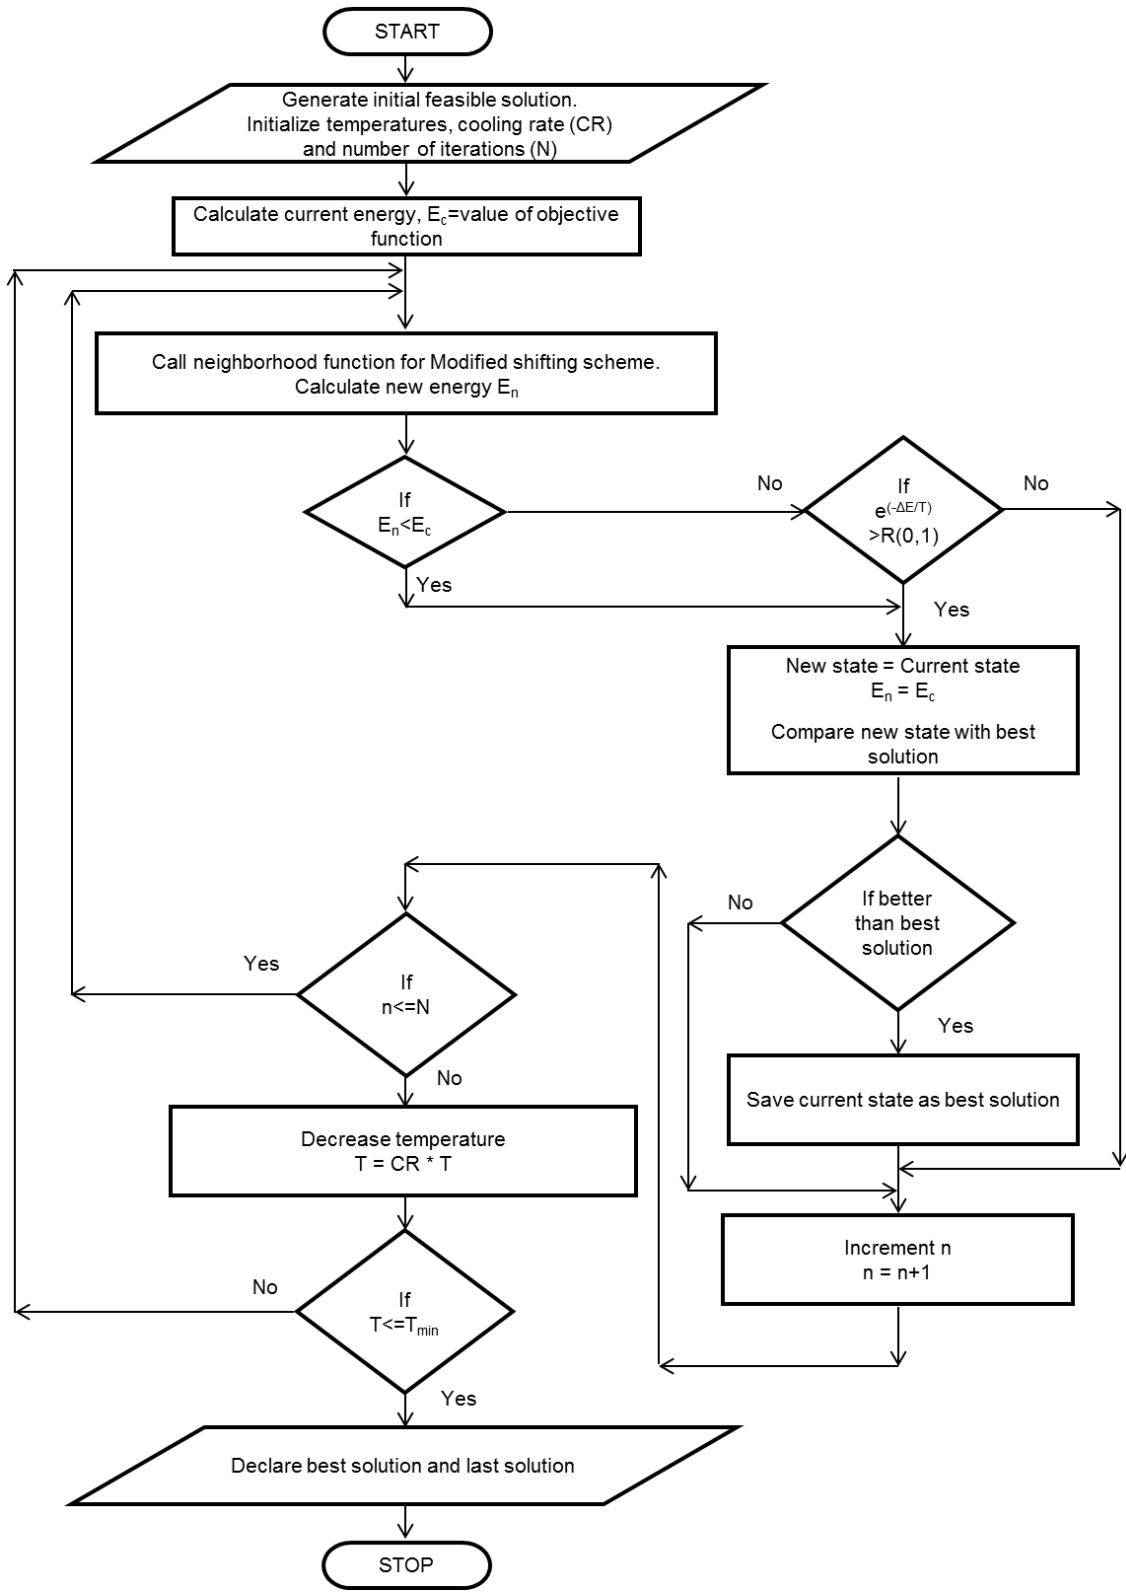 START
Generate initial feasible solution.
Initialize temperatures, cooling rate (CR)
and number of iterations (N)
Calculate current energy, Ec=value of objective
function
Call neighborhood function for Modified shifting scheme.
Calculate new energy En
If
En<Ec
No
Yes
If
e(-ΔE/T)
>R(0,1)
No
Yes
New state = Current state
En = Ec
Compare new state with best
solution
If better
than best
solution
No
Yes
Save current state as best solution
Increment n
n = n+1
If
n<=N
Yes
No
Decrease temperature
T = CR * T
If
T<=Tmin
No
Yes
Declare best solution and last solution
STOP